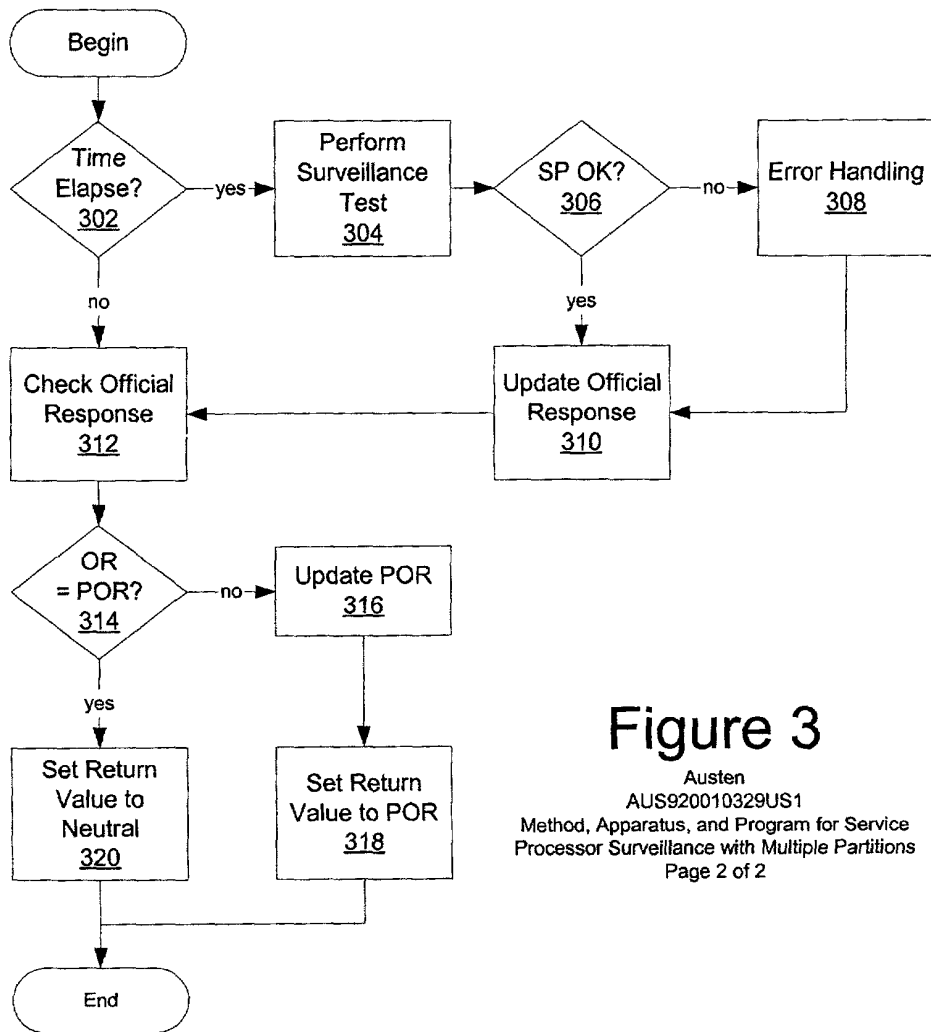 Begin
Time
Elapse?
302
yes
Perform
Surveillance
Test
304
SP OK?
306
no
Error Handling
308
no
yes
Check Official
Response
312
Update Official
Response
310
OR
= POR?
314
no
Update POR
316
yes
Set Return
Value to
Neutral
320
Set Return
Value to POR
318
End
Figure 3
Austen
AUS920010329US1
Method, Apparatus, and Program for Service
Processor Surveillance with Multiple Partitions
Page 2 of 2